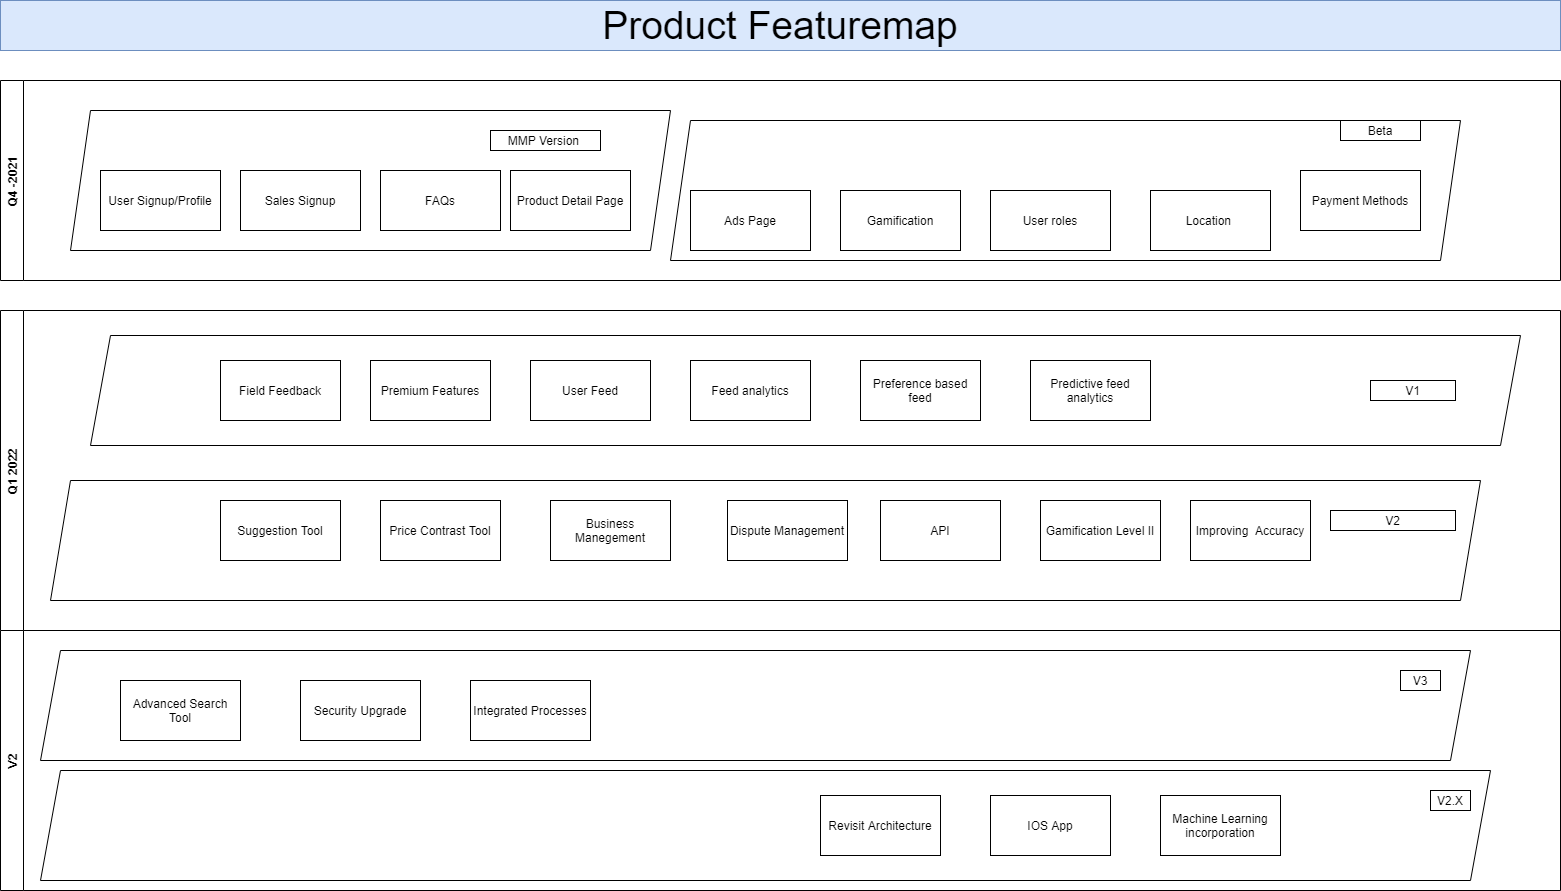 Product Featuremap
Q4 -2021
MMP Version
User Signup/Profile
Sales Signup
FAQs
Product Detail Page
Beta
Ads Page
Gamification
User roles
Location
Payment Methods
Q1 2022
Field Feedback
Premium Features
User Feed
Feed analytics
Preference based
feed
Predictive feed
analytics
V1
Suggestion Tool
Price Contrast Tool
Business
Manegement
Dispute Management
API
Gamification Level II
Improving  Accuracy
V2
V2
Advanced Search
Tool
Security Upgrade
Integrated Processes
V3
Revisit Architecture
IOS App
Machine Learning
incorporation
V2.X